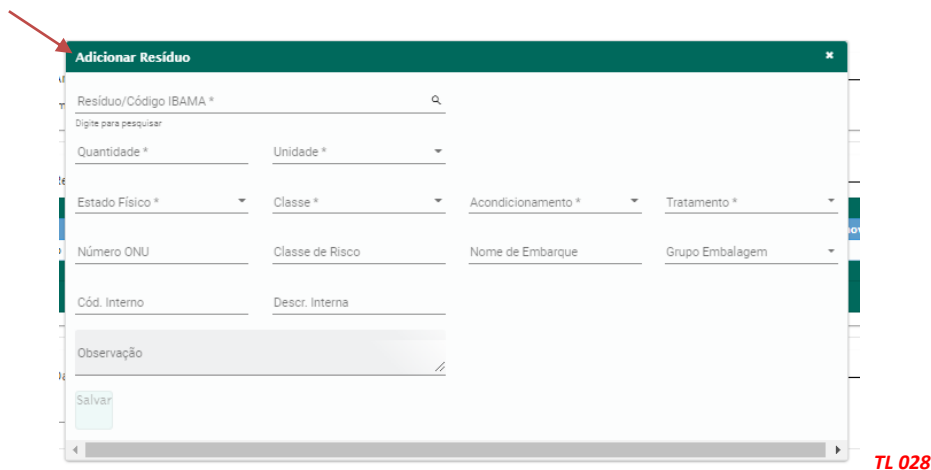 Adicionar Resíduo
Resíduo/Código IBAMA *
Digite para pesquisar
Quantidade * Unidade *
Estado Físico * Classe * Acondicionamento * Tratamento *
Número ONU Classe de Risco Nome de Embarque Grupo Embalagem
Cód. Interno Descr. Interna
Observação
Salvar
TL 028